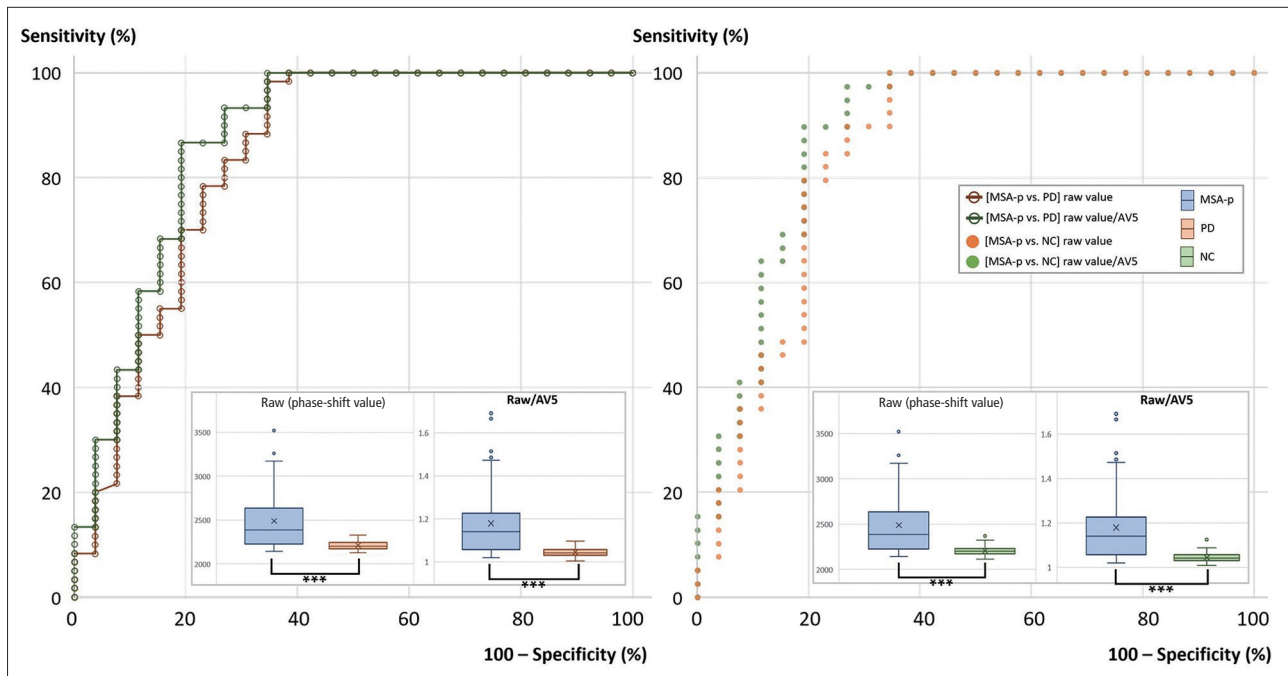 Sensitivity (%)
100
80
60
40
20
0
0 20 40 60 80 100
100 – Specificity (%)
Raw (phase-shift value)
3500
3000
2500
2000
***
Raw/AV5
1.6
1.4
1.2
1
***
Sensitivity (%)
100
80
60
40
20
0
0 20 40 60 80 100
100 – Specificity (%)
[MSA-p vs. PD] raw value
[MSA-p vs. PD] raw value/AV5
[MSA-p vs. NC] raw value
[MSA-p vs. NC] raw value/AV5
MSA-p
PD
NC
Raw (phase-shift value)
3500
3000
2500
2000
***
Raw/AV5
1.6
1.4
1.2
1
***